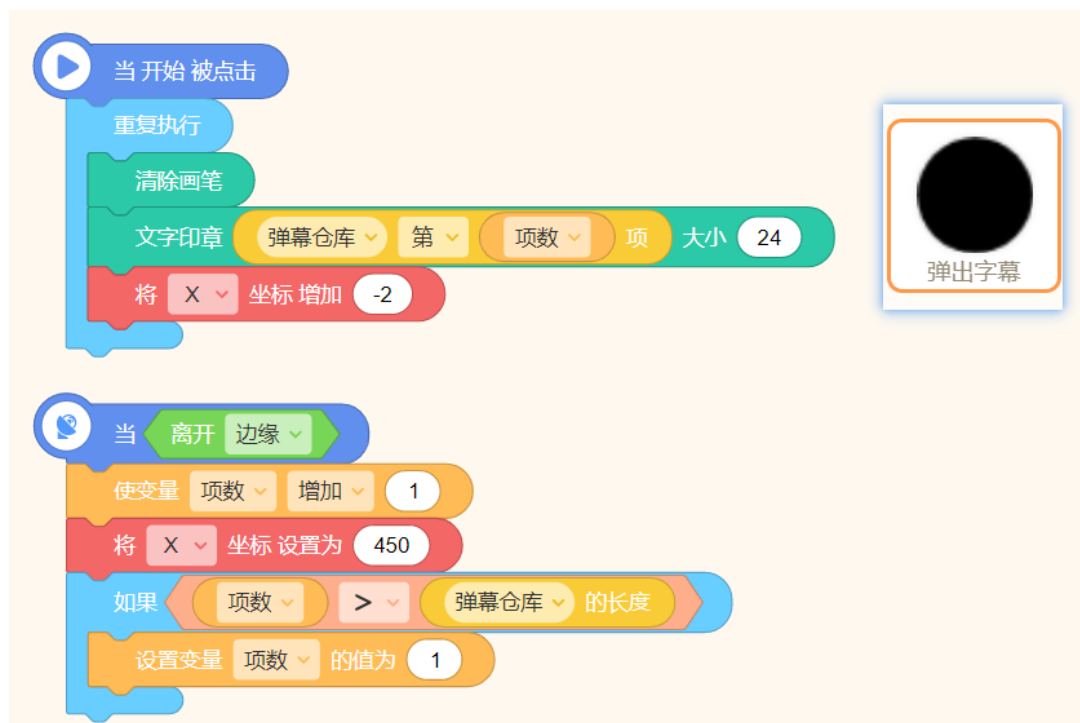 当 开始 被点击
重复执行
清除画笔
文字印章 弹幕仓库 第 项数 项 大小 24
将 X 坐标 增加 -2
弹出字幕
当 离开 边缘
使变量 项数 增加 1
将 X 坐标 设置为 450
如果 项数 > 弹幕仓库 的长度
设置变量 项数 的值为 1